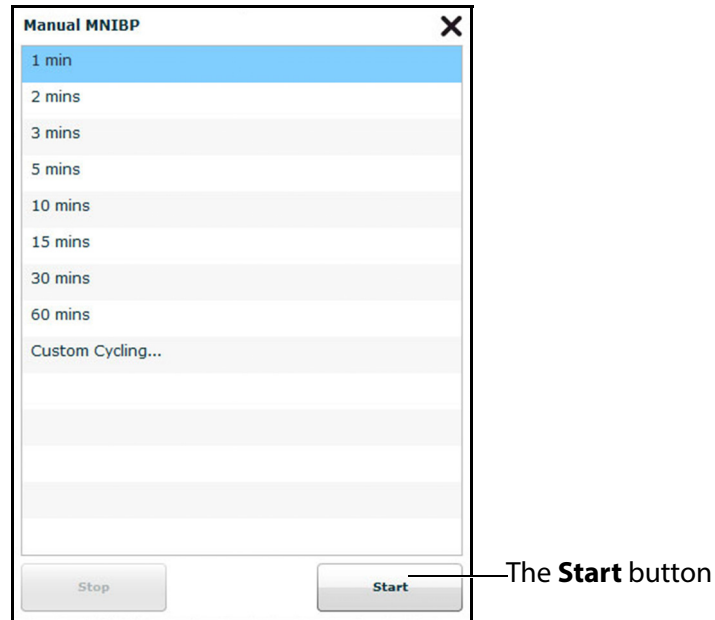 Manual MNIBP
1 min
2 mins
3 mins
5 mins
10 mins
15 mins
30 mins
60 mins
Custom Cycling...
Stop
Start
The Start button